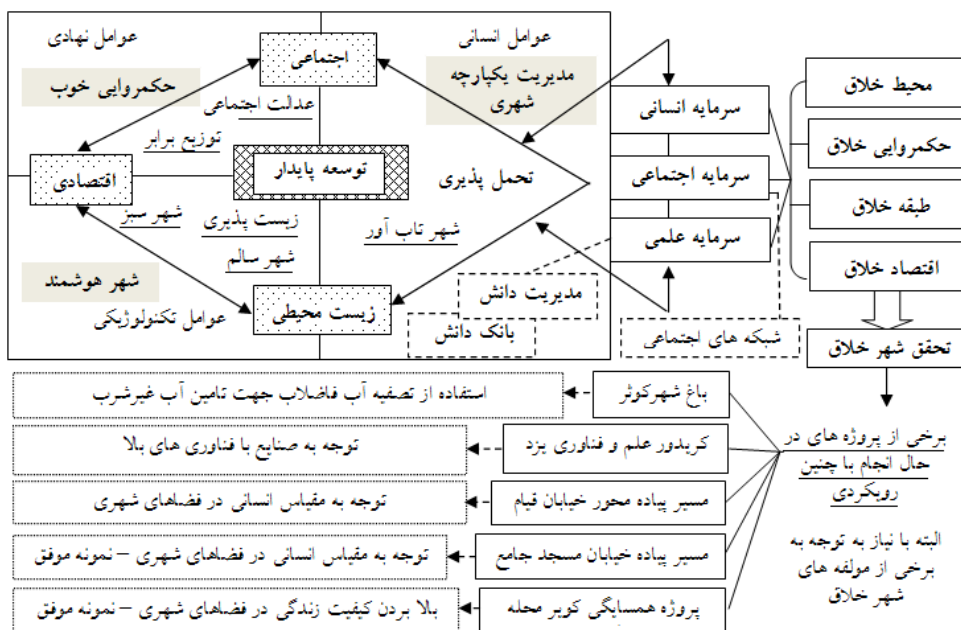 عوامل نهادی
عوامل انسانی
اجتماعی
حکمروایی خوب
مدیریت یکپارچه
شهری
عدالت اجتماعی
توزیع برابر
اقتصادی
توسعه پایدار
تحمل پذیری
شهر سبز
زیست پذیری
شهر تاب آور
شهر سالم
شهر هوشمند
عوامل تکنولوژیکی
زیست محیطی
مدیریت دانش
بانک دانش
شبکه های اجتماعی
سرمایه انسانی
سرمایه اجتماعی
سرمایه علمی
محیط خلاق
حکمروایی خلاق
طبقه خلاق
اقتصاد خلاق
تحقق شهر خلاق
برخی از پروژه های در
حال انجام با چنین
رویکردی
البته با نیاز به توجه به
برخی از مولفه های
شهر خلاق
باغ شهرکوثر
استفاده از تصفیه آب فاضلاب جهت تامین آب غیرشرب
کریدور علم و فناوری یزد
توجه به صنایع با فناوری های بالا
مسیر پیاده محور خیابان قیام
توجه به مقیاس انسانی در فضاهای شهری
مسیر پیاده خیابان مسجد جامع
توجه به مقیاس انسانی در فضاهای شهری – نمونه موفق
پروژه همسایگی کویر محله
بالا بردن کیفیت زندگی در فضاهای شهری – نمونه موفق